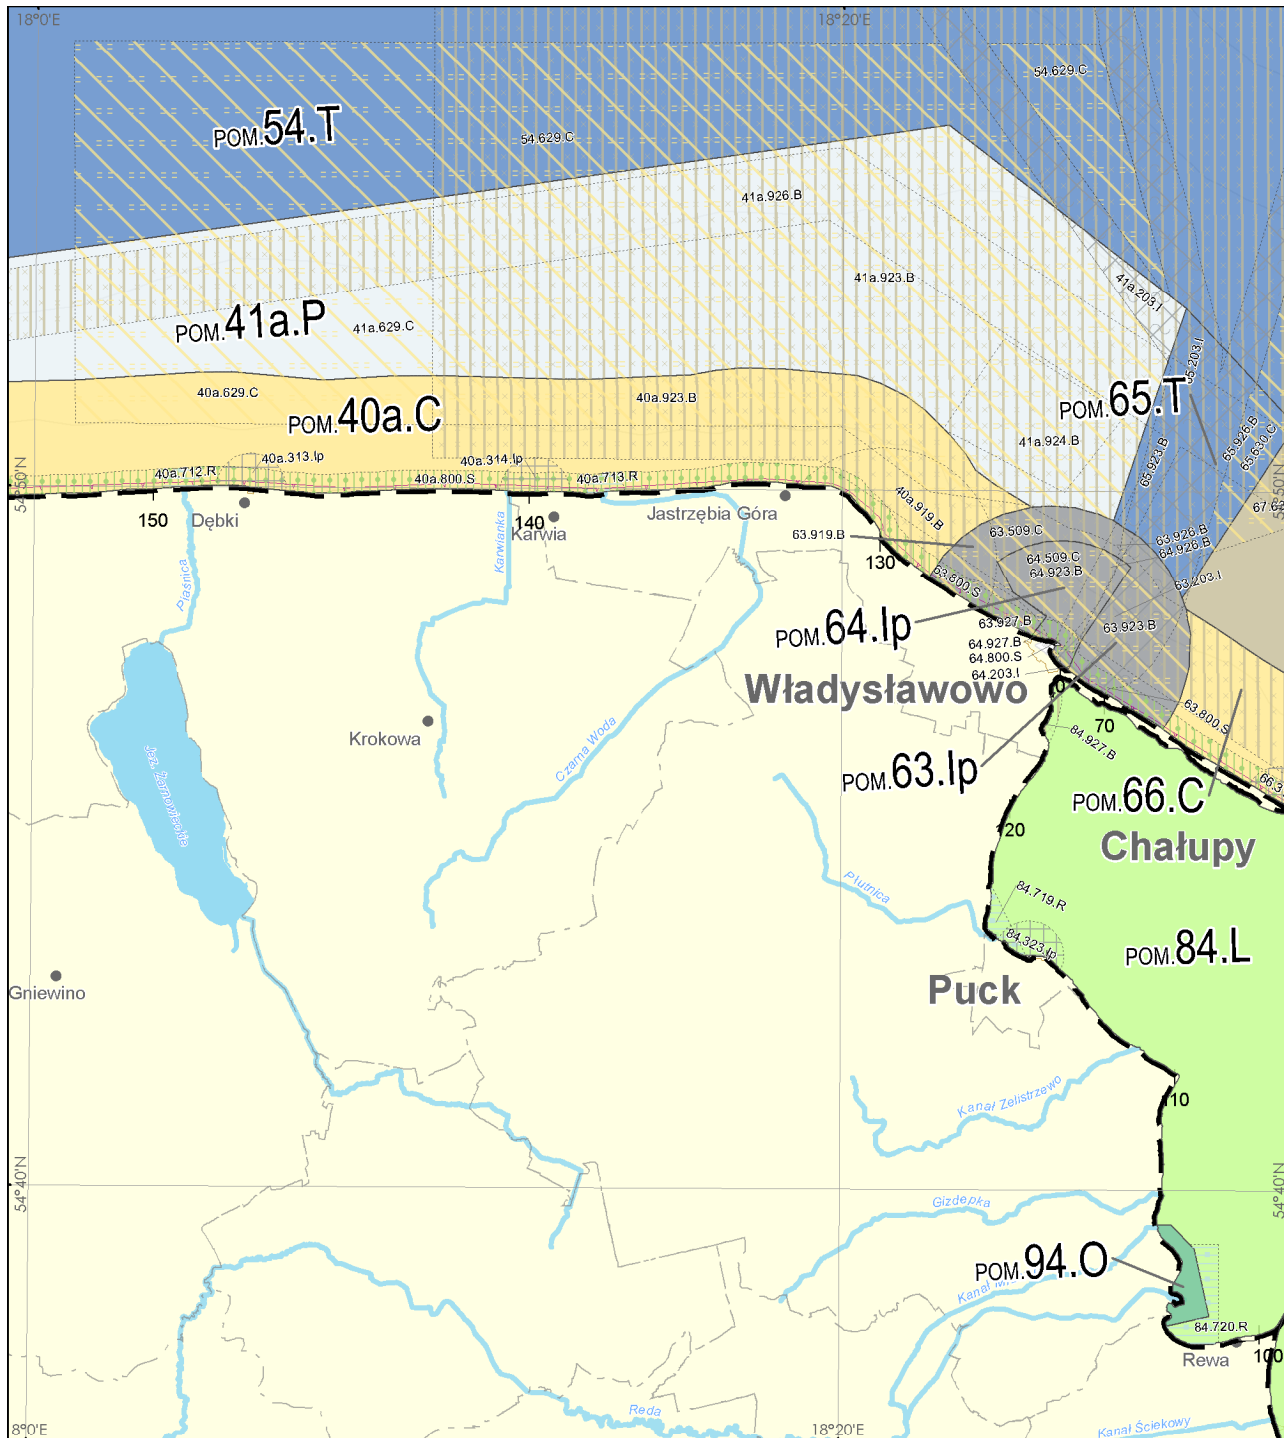 18°0'E
18°20'E
54.629.C
POM.54.T
54.629.C
41a.926.B
41a.923.B
41a.203.I
POM.41a.P
41a.629.C
65.203.I
40a.629.C
40a.923.B
POM.65.T
POM.40a.C
41a.924.B
65.923.B
65.926.B
65.630.C
40a.712.R
40a.313.Ip
40a.314.Ip
40a.800.S
40a.713.R
54°50'N
54°50'N
40a.919.B
150
Dębki
140
Karwia
Jastrzębia Góra
63.919.B
63.509.C
63.926.B
64.926.B
130
64.509.C
64.923.B
63.800.S
63.203.I
Piaśnica
Karwianka
POM.64.Ip
63.927.B
63.923.B
64.927.B
64.800.S
64.203.I
Władysławowo
0
70
63.800.S
Krokowa
Czarna Woda
84.927.B
Jez. Żarnowieckie
POM.63.Ip
POM.66.C
120
Chałupy
Płutnica
84.719.R
84.323.Ip
POM.84.L
Gniewino
Puck
110
Kanał Żelistrzewo
54°40'N
54°40'N
Gizdepka
POM.94.O
84.720.R
Rewa
100
Reda
Kanał Ściekowy
8°0'E
18°20'E